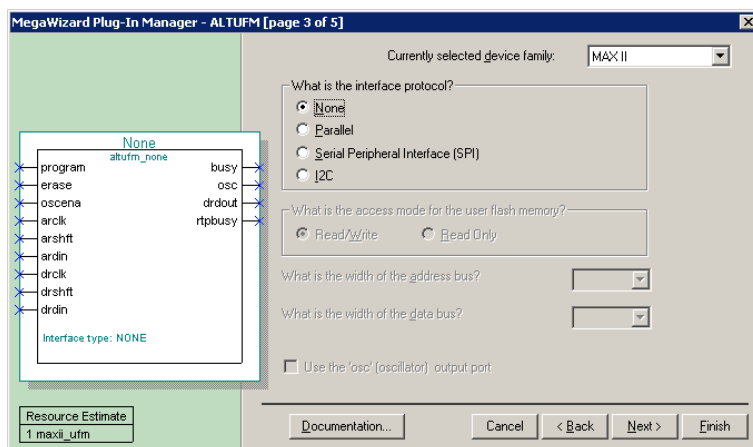 MegaWizard Plug-In Manager - ALTUFM [page 3 of 5]
Currently selected device family:
MAX II
What is the interface protocol?
None
Parallel
Serial Peripheral Interface (SPI)
I2C
What is the access mode for the user flash memory?
Read/Write
Read Only
What is the width of the address bus?
What is the width of the data bus?
Use the 'osc' (oscillator) output port
None
altufm_none
program
busy
erase
osc
oscena
drdout
arclk
rtpbusy
arshft
ardin
drclk
drshft
drdin
Interface type: NONE
Resource Estimate
1 maxii_ufm
Documentation...
Cancel
< Back
Next >
Finish